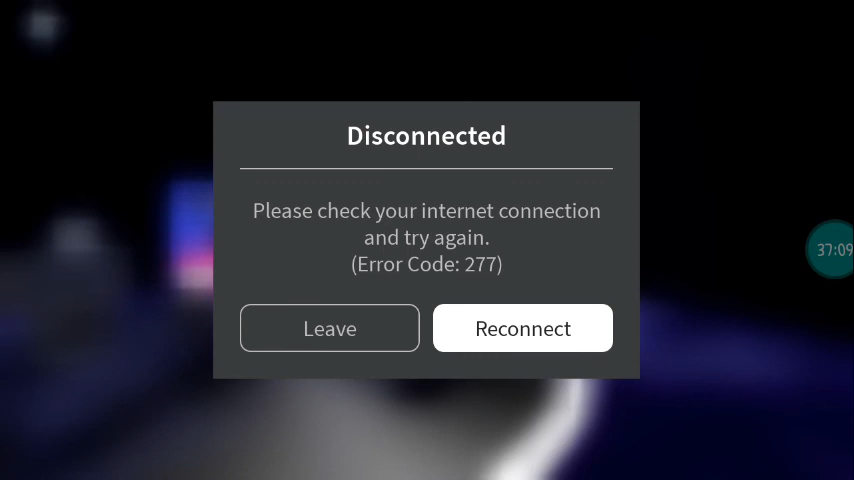 Disconnected
Please check your internet connection
and try again.
(Error Code: 277)
Leave
Reconnect
37:09